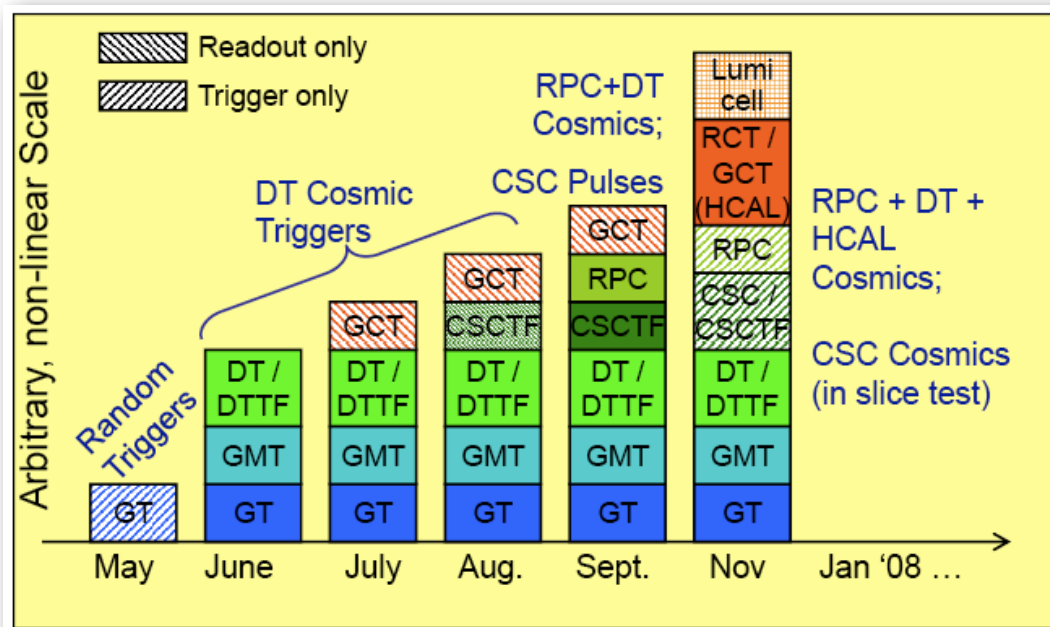 Arbitrary, non-linear Scale
Readout only
Trigger only
Random
Triggers
DT Cosmic
Triggers
RPC+DT
Cosmics;
CSC Pulses
RPC + DT +
HCAL
Cosmics;
CSC Cosmics
(in slice test)
GT
DT /
DTTF
GMT
GT
GCT
DT /
DTTF
GMT
GT
GCT
CSCTF
DT /
DTTF
GMT
GT
GCT
RPC
CSCTF
DT /
DTTF
GMT
GT
Lumi
cell
RCT /
GCT
(HCAL)
RPC
CSC /
CSCTF
DT /
DTTF
GMT
GT
May
June
July
Aug.
Sept.
Nov
Jan ‘08 …